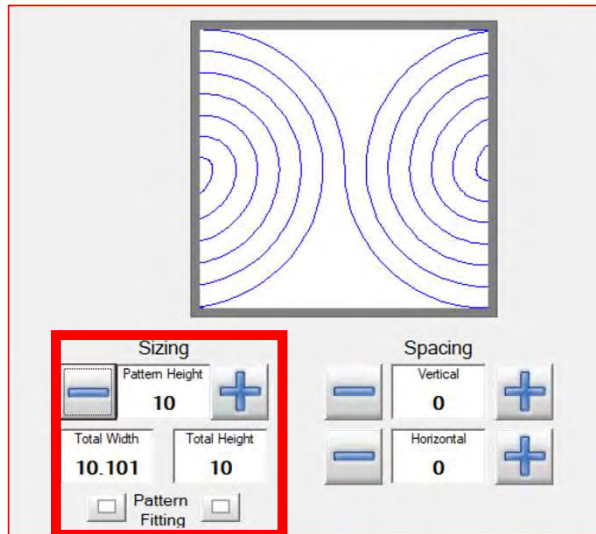 Sizing
Pattern Height
10
Total Width
10.101
Total Height
10
Pattern
Fitting
Spacing
Vertical
0
Horizontal
0